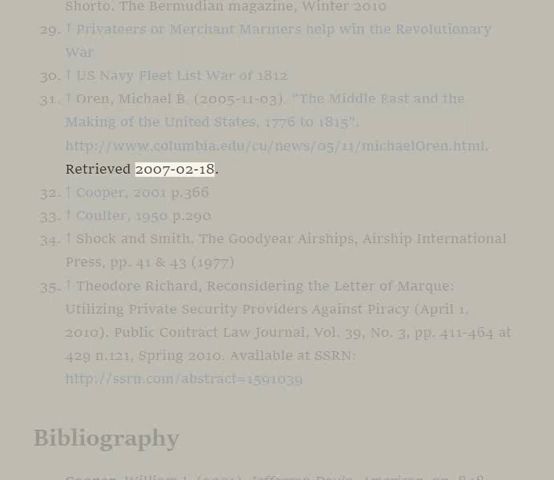 Shorto. The Bermudian magazine, Winter 2010
29. ↑ Privateers or Merchant Mariners help win the Revolutionary
War
30. ↑ US Navy Fleet List War of 1812
31. ↑ Oren, Michael B. (2005-11-03). "The Middle East and the
Making of the United States, 1776 to 1815".
http://www.columbia.edu/cu/news/05/11/michaelOren.html.
Retrieved 2007-02-18.
32. ↑ Cooper, 2001 p.366
33. ↑ Coulter, 1950 p.290
34. ↑ Shock and Smith, The Goodyear Airships, Airship International
Press, pp. 41 & 43 (1977)
35. ↑ Theodore Richard, Reconsidering the Letter of Marque:
Utilizing Private Security Providers Against Piracy (April 1,
2010). Public Contract Law Journal, Vol. 39, No. 3, pp. 411-464 at
429 n.121, Spring 2010. Available at SSRN:
http://ssrn.com/abstract=1591039
Bibliography
Cooper, William J. Jefferson Davis, American,